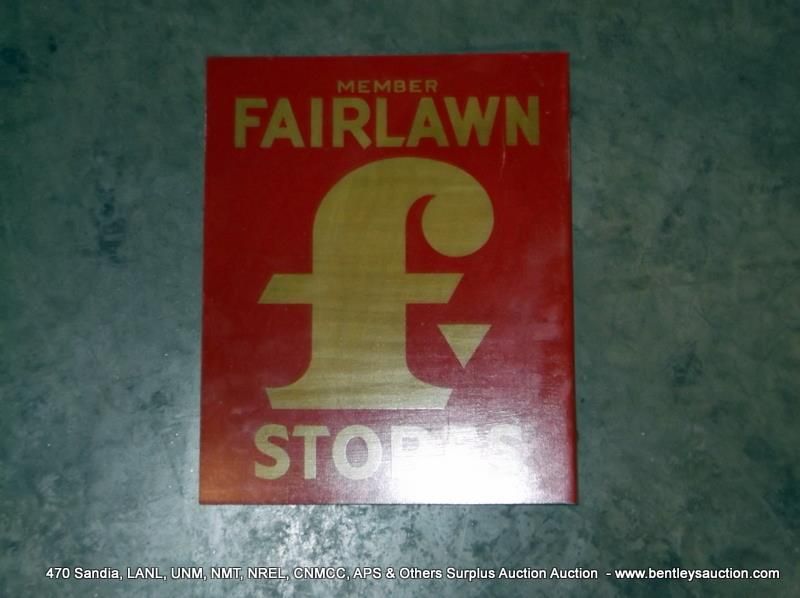 MEMBER
FAIRLAWN
f
STORES
470 Sandia, LANL, UNM, NMT, NREL, CNMCC, APS & Others Surplus Auction Auction - www.bentleysauction.com